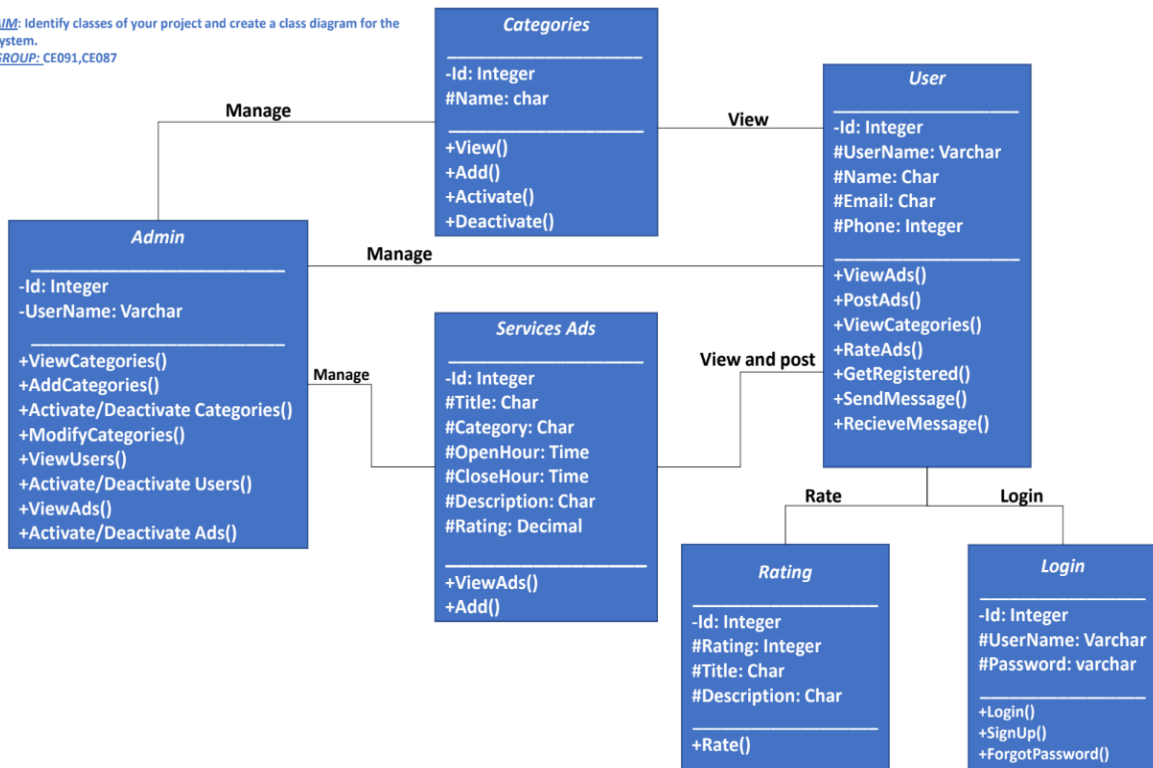 AIM: Identify classes of your project and create a class diagram for the
ystem.
GROUP: CE091,CE087
Categories
-Id: Integer
#Name: char
+View()
+Add()
+Activate()
+Deactivate()
Manage
View
User
-Id: Integer
#UserName: Varchar
#Name: Char
#Email: Char
#Phone: Integer
+ViewAds()
+PostAds()
+ViewCategories()
+RateAds()
+GetRegistered()
+SendMessage()
+RecieveMessage()
Admin
-Id: Integer
-UserName: Varchar
+ViewCategories()
+AddCategories()
+Activate/Deactivate Categories()
+ModifyCategories()
+ViewUsers()
+Activate/Deactivate Users()
+ViewAds()
+Activate/Deactivate Ads()
Manage
Manage
Services Ads
-Id: Integer
#Title: Char
#Category: Char
#OpenHour: Time
#CloseHour: Time
#Description: Char
#Rating: Decimal
+ViewAds()
+Add()
View and post
Rate
Login
Rating
-Id: Integer
#Rating: Integer
#Title: Char
#Description: Char
+Rate()
Login
-Id: Integer
#UserName: Varchar
#Password: varchar
+Login()
+SignUp()
+ForgotPassword()